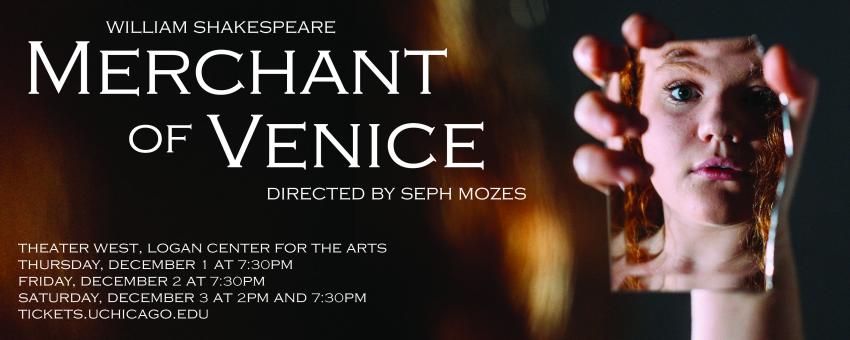 WILLIAM SHAKESPEARE
MERCHANT
OF VENICE
DIRECTED BY SEPH MOZES
THEATER WEST, LOGAN CENTER FOR THE ARTS
THURSDAY, DECEMBER 1 AT 7:30PM
FRIDAY, DECEMBER 2 AT 7:30PM
SATURDAY, DECEMBER 3 AT 2PM AND 7:30PM
TICKETS.UCHICAGO.EDU